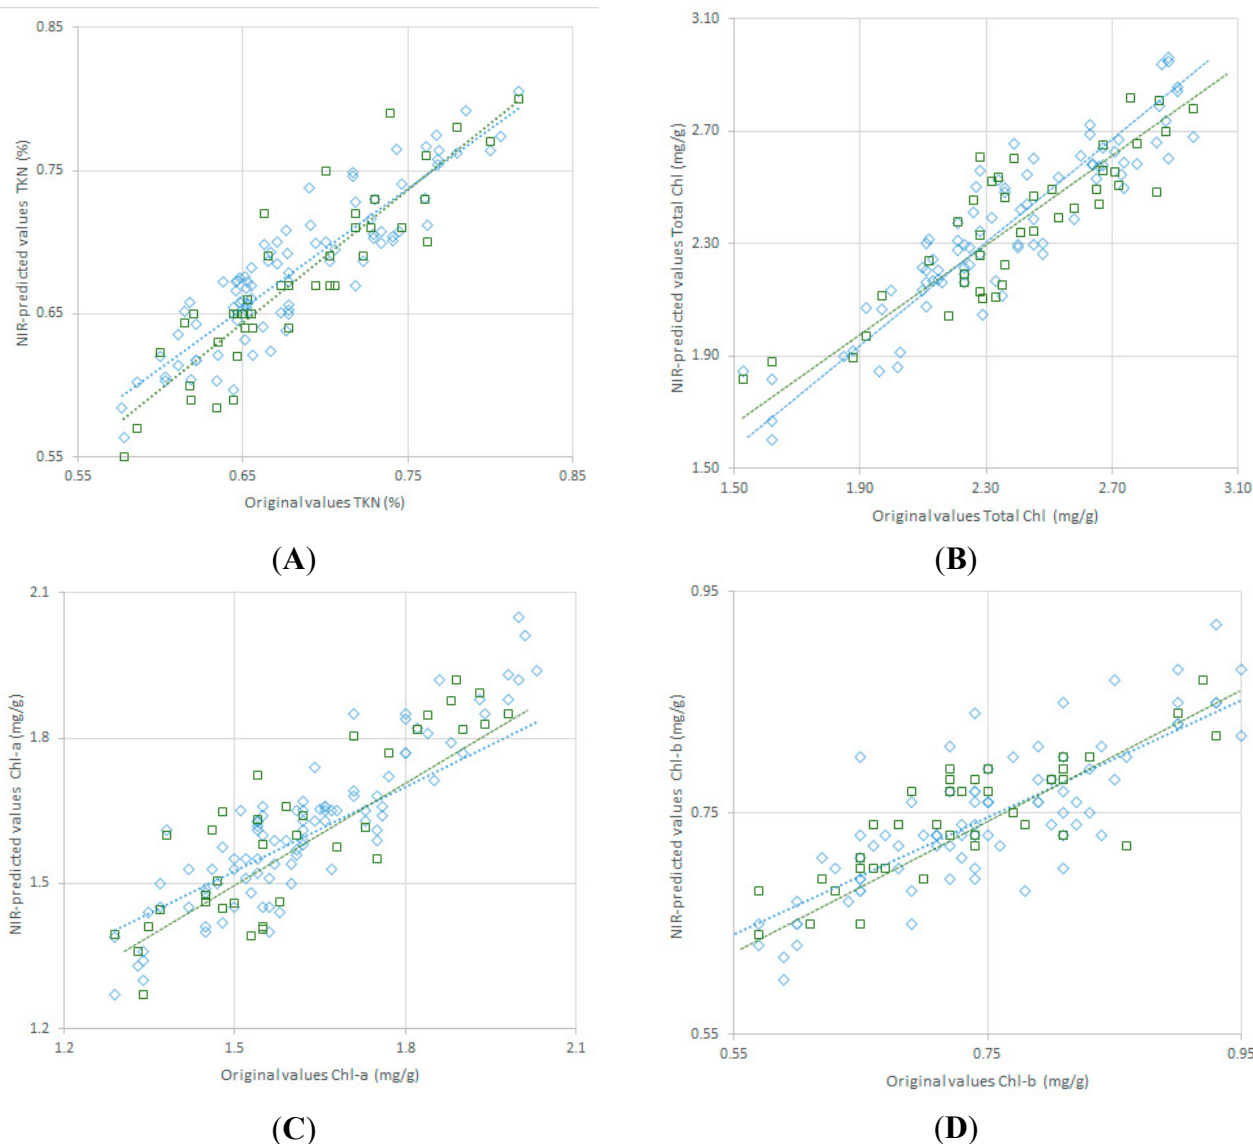 0.85
0.75
0.65
0.55
0.55 0.65 0.75 0.85
NIR-predicted values TKN (%)
Original values TKN (%)
(A)
3.10
2.70
2.30
1.90
1.50
1.50 1.90 2.30 2.70 3.10
NIR-predicted values Total Chl (mg/g)
Original values Total Chl (mg/g)
(B)
2.1
1.8
1.5
1.2
1.2 1.5 1.8 2.1
NIR-predicted values Chl-a (mg/g)
Original values Chl-a (mg/g)
(C)
0.95
0.75
0.55
0.55 0.75 0.95
NIR-predicted values Chl-b (mg/g)
Original values Chl-b (mg/g)
(D)